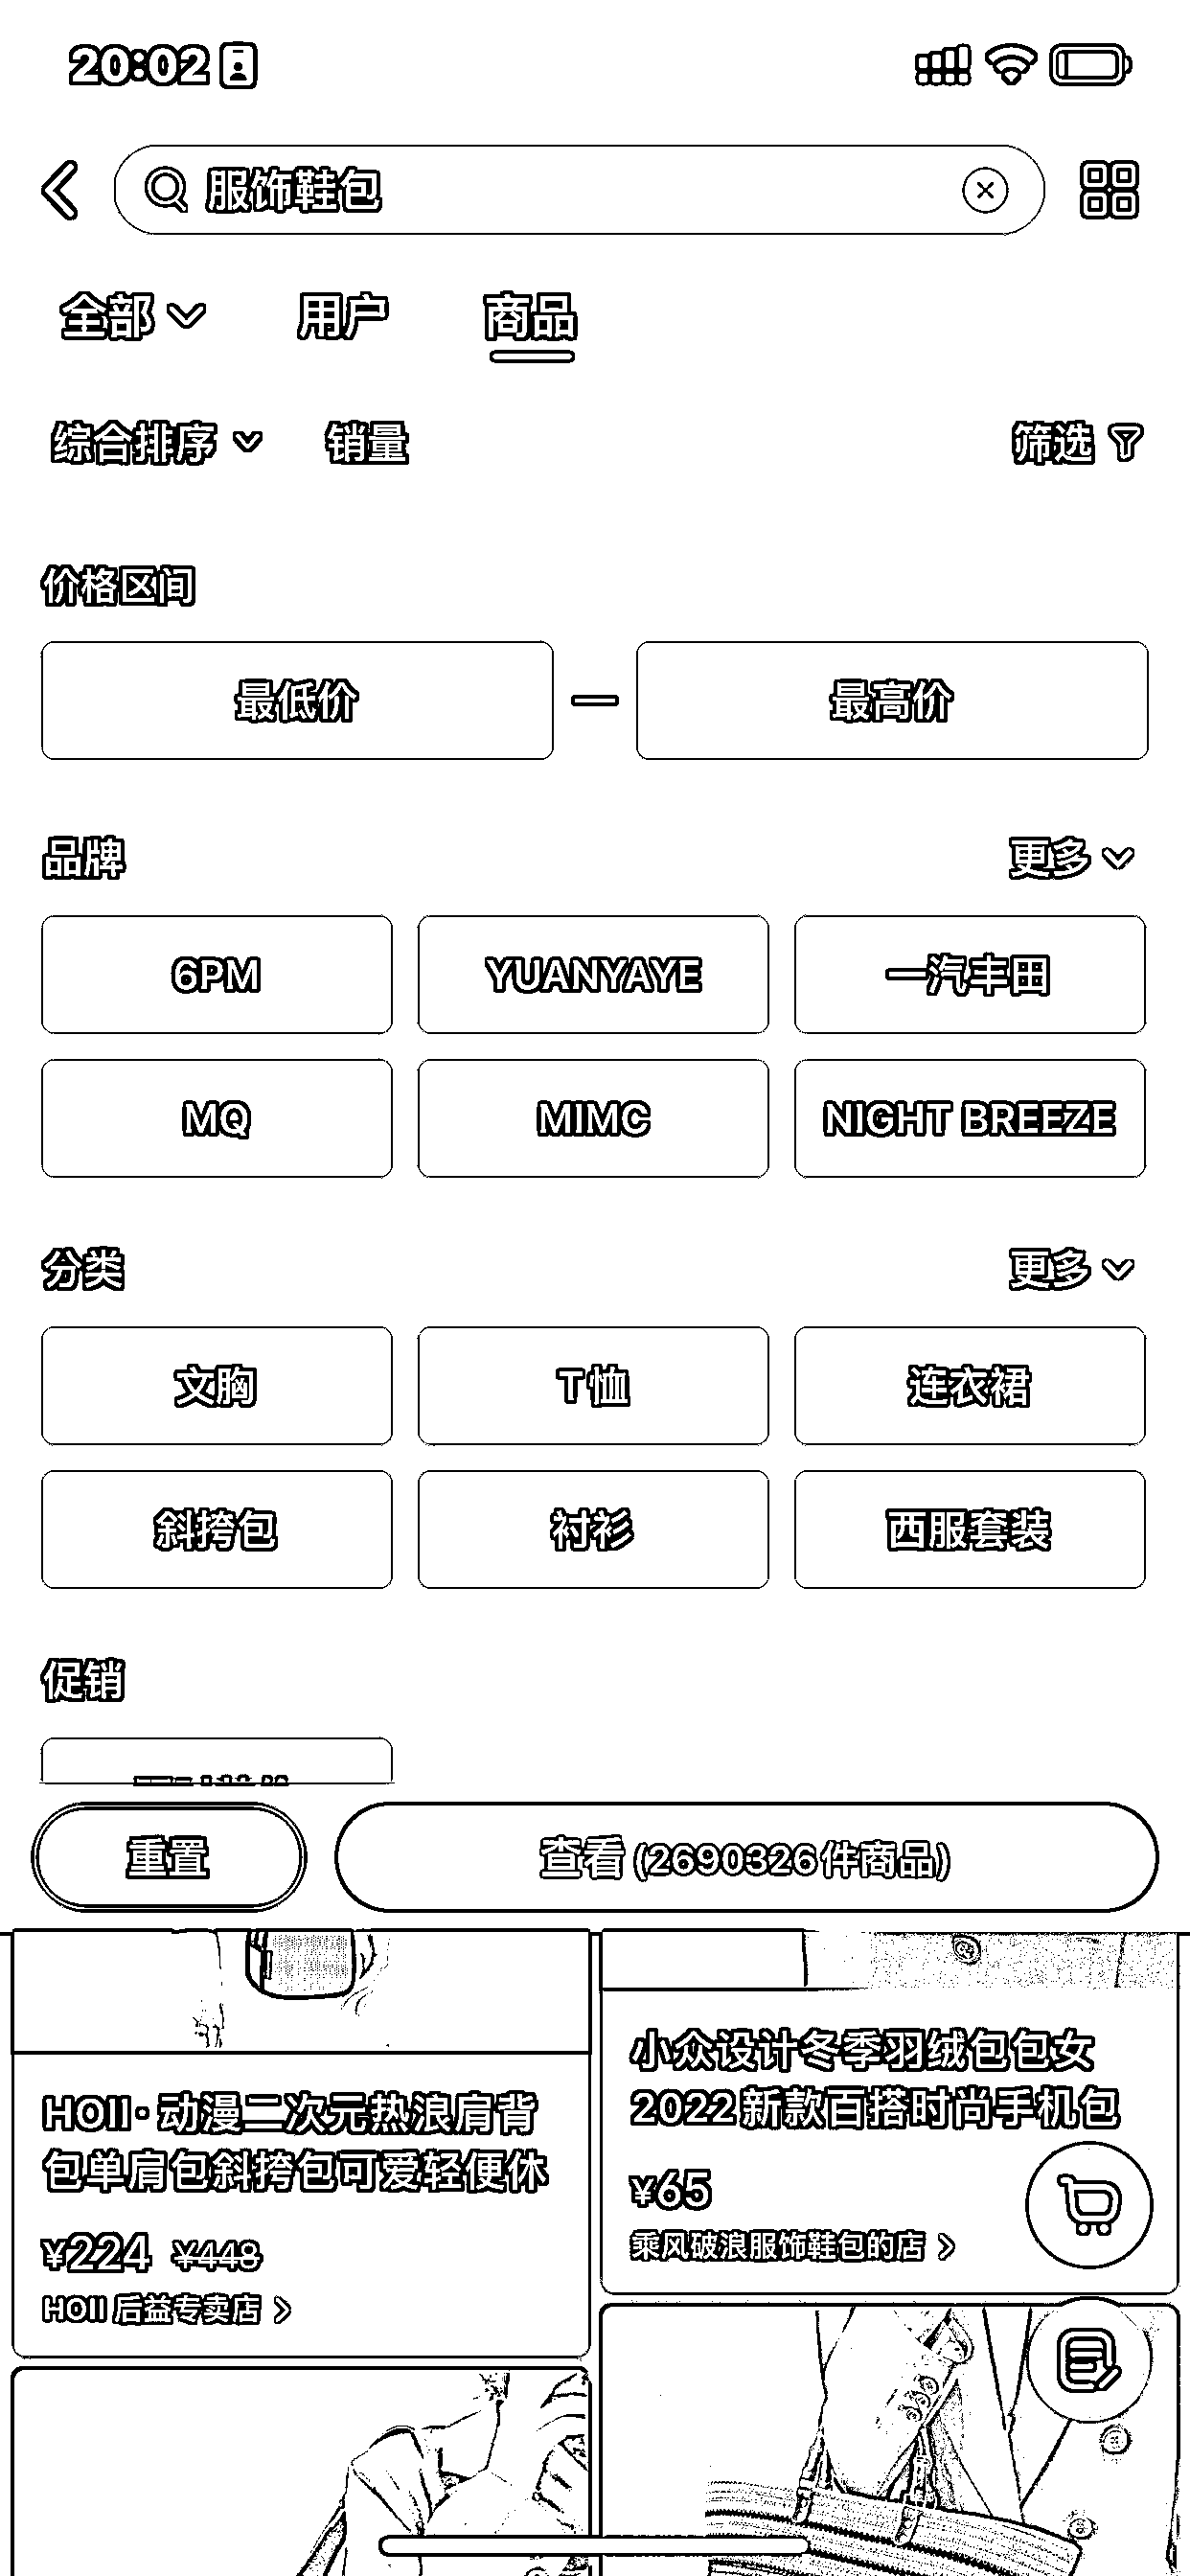 20:02
服饰鞋包
全部 用户 商品
综合排序 销量 筛选
价格区间
最低价 — 最高价
品牌 更多
6PM YUANYAYE 一汽丰田
MQ MIMC NIGHT BREEZE
分类 更多
文胸 T恤 连衣裙
斜挎包 衬衫 西服套装
促销
重置 查看 (2690326件商品)
HOII·动漫二次元热浪肩背
包单肩包斜挎包可爱轻便休
¥224 ¥448
HOII 后益专卖店
小众设计冬季羽绒包包女
2022新款百搭时尚手机包
¥65
乘风破浪服饰鞋包的店